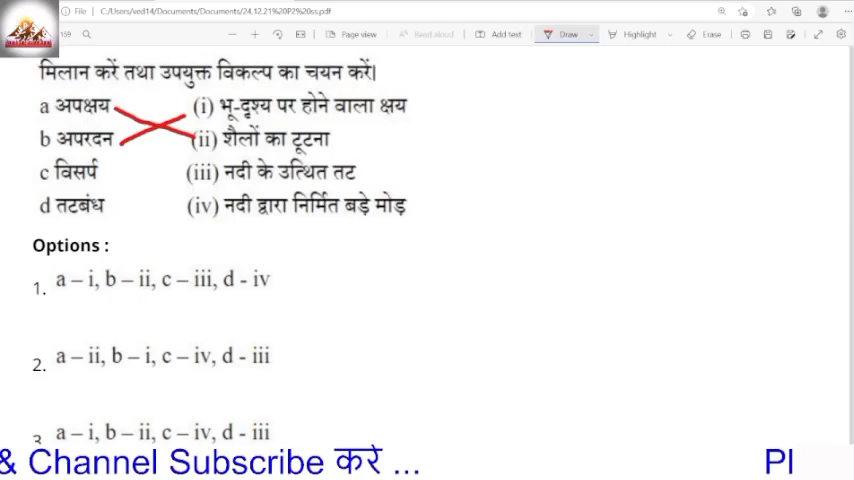 File | C:/Users/ved14/Documents/Documents/24.12.21%20P2%20ss.pdf
159 Page view Read aloud Add text Draw Highlight Erase
मिलान करें तथा उपयुक्त विकल्प का चयन करें।
a अपक्षय (i) भू-दृश्य पर होने वाला क्षय
b अपरदन (ii) शैलों का टूटना
c विसर्प (iii) नदी के उत्थित तट
d तटबंध (iv) नदी द्वारा निर्मित बड़े मोड़
Options :
1. a – i, b – ii, c – iii, d - iv
2. a – ii, b – i, c – iv, d - iii
3. a – i, b – ii, c – iv, d - iii
& Channel Subscribe करे ... Pl